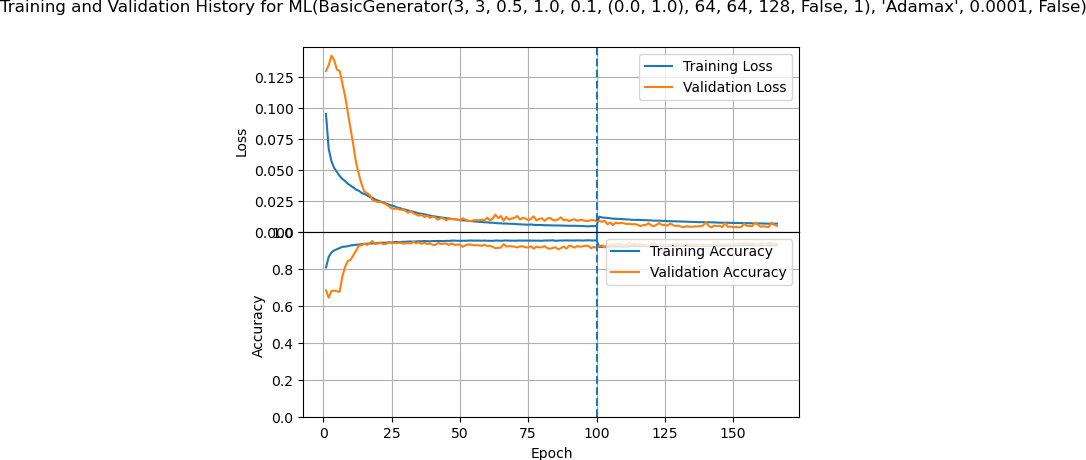 Training and Validation History for ML(BasicGenerator(3, 3, 0.5, 1.0, 0.1, (0.0, 1.0), 64, 64, 128, False, 1), 'Adamax', 0.0001, False)
Training Loss
Validation Loss
Loss
0.125
0.100
0.075
0.050
0.025
0.000
Training Accuracy
Validation Accuracy
Accuracy
1.0
0.8
0.6
0.4
0.2
0.0
0 25 50 75 100 125 150
Epoch